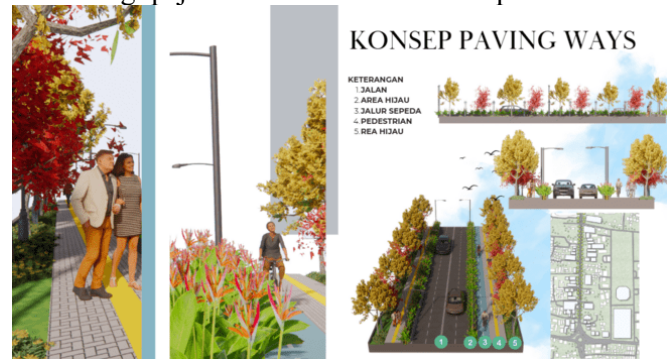 KONSEP PAVING WAYS
KETERANGAN
1. JALAN
2. AREA HIJAU
3. JALUR SEPEDA
4. PEDESTRIAN
5. REA HIJAU
1 2 3 4 5